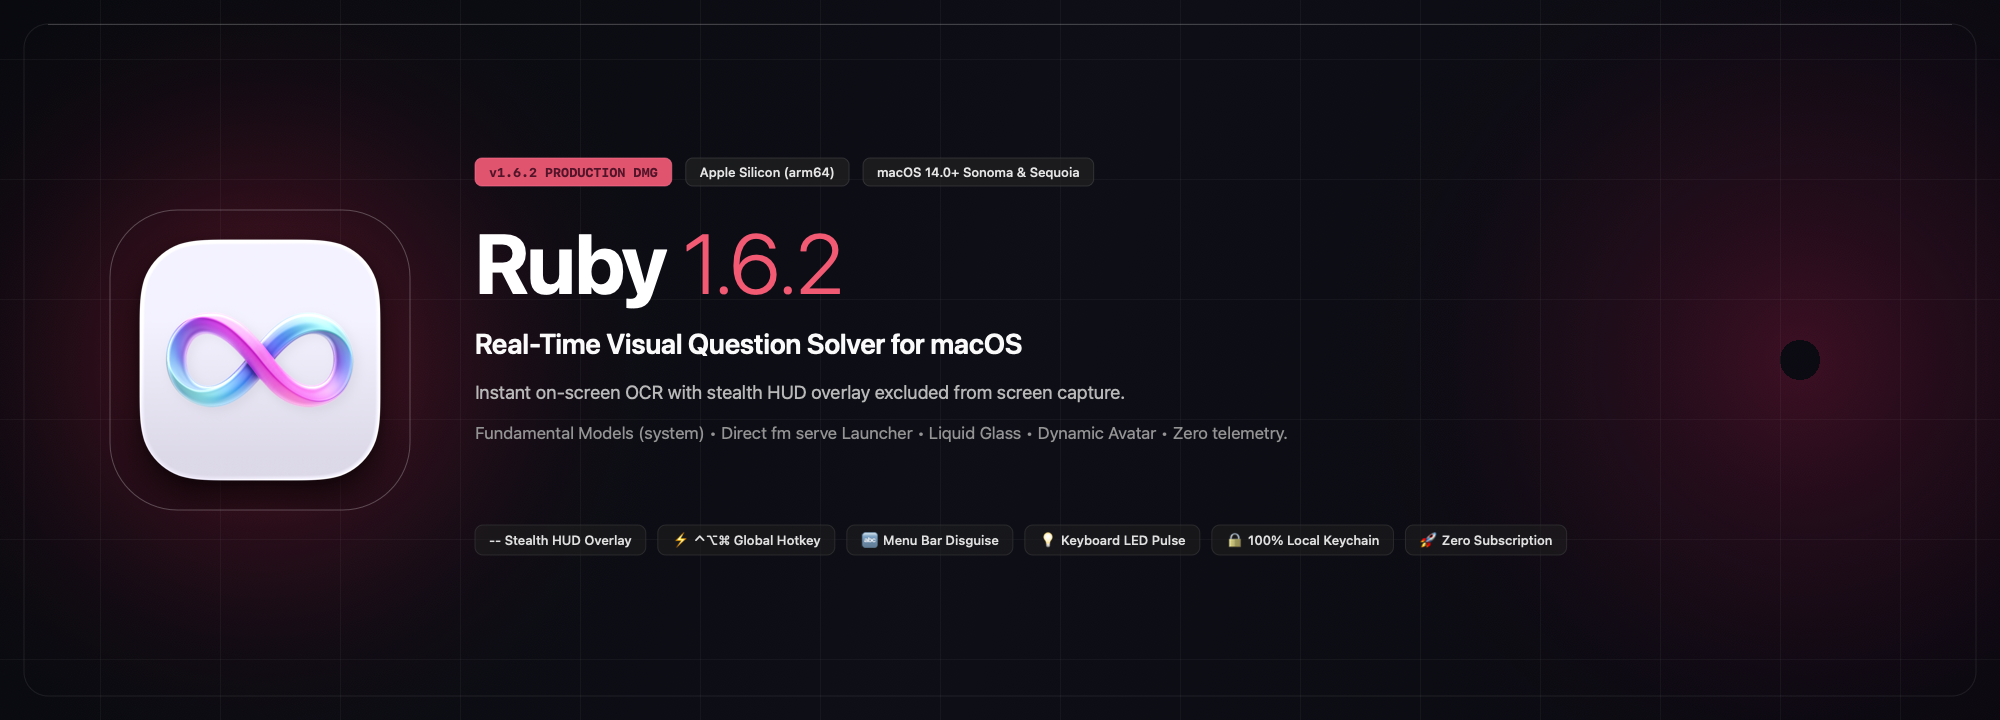 v1.6.2 PRODUCTION DMG
Apple Silicon (arm64)
macOS 14.0+ Sonoma & Sequoia
Ruby 1.6.2
Real-Time Visual Question Solver for macOS
Instant on-screen OCR with stealth HUD overlay excluded from screen capture.
Fundamental Models (system) • Direct fm serve Launcher • Liquid Glass • Dynamic Avatar • Zero telemetry.
-- Stealth HUD Overlay
⚡ ^⌥⌘ Global Hotkey
🔤 Menu Bar Disguise
💡 Keyboard LED Pulse
🔒 100% Local Keychain
🚀 Zero Subscription